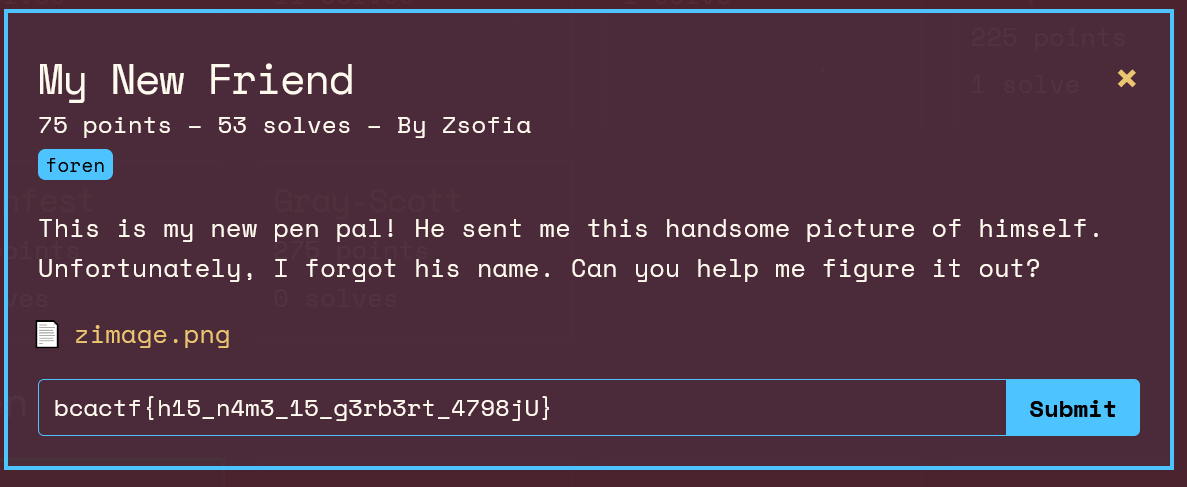 225 points
1 solve
My New Friend
×
75 points – 53 solves – By Zsofia
foren
Gray-Scott
This is my new pen pal! He sent me this handsome picture of himself.
275 points
Unfortunately, I forgot his name. Can you help me figure it out?
0 solves
zimage.png
bcactf{h15_n4m3_15_g3rb3rt_4798jU}
Submit